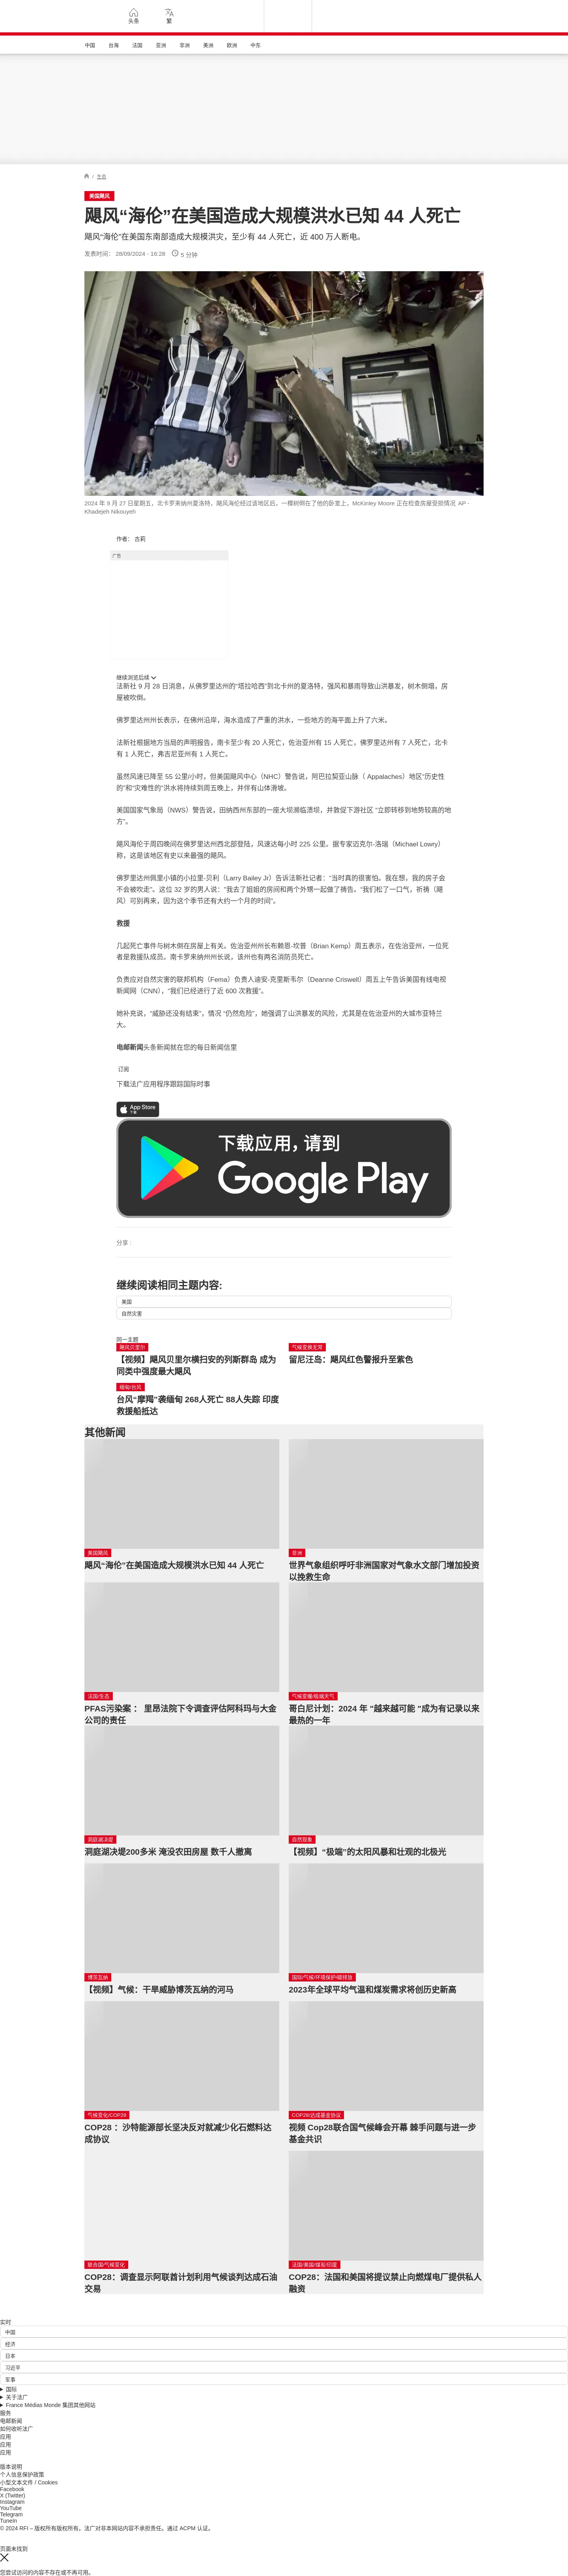 头条
繁
中国
台海
法国
亚洲
非洲
美洲
欧洲
中东
/ 生态
美国飓风
飓风“海伦”在美国造成大规模洪水已知 44 人死亡
飓风“海伦”在美国东南部造成大规模洪灾，至少有 44 人死亡，近 400 万人断电。
发表时间： 28/09/2024 - 16:28
5 分钟
2024 年 9 月 27 日星期五，北卡罗来纳州夏洛特，飓风海伦经过该地区后，一棵树倒在了他的卧室上，McKinley Moore 正在检查房屋受损情况 AP -
Khadejeh Nikouyeh
作者： 古莉
广告
继续浏览后续
法新社 9 月 28 日消息，从佛罗里达州的“塔拉哈西”到北卡州的夏洛特，强风和暴雨导致山洪暴发，树木倒塌，房
屋被吹倒。
佛罗里达州州长表示，在佛州沿岸，海水造成了严重的洪水，一些地方的海平面上升了六米。
法新社根据地方当局的声明报告，南卡至少有 20 人死亡，佐治亚州有 15 人死亡，佛罗里达州有 7 人死亡，北卡
有 1 人死亡，弗吉尼亚州有 1 人死亡。
虽然风速已降至 55 公里/小时，但美国飓风中心（NHC）警告说，阿巴拉契亚山脉（ Appalaches）地区“历史性
的”和“灾难性的”洪水将持续到周五晚上，并伴有山体滑坡。
美国国家气象局（NWS）警告说，田纳西州东部的一座大坝濒临溃坝，并敦促下游社区 “立即转移到地势较高的地
方”。
飓风海伦于周四晚间在佛罗里达州西北部登陆，风速达每小时 225 公里。据专家迈克尔-洛瑞（Michael Lowry）
称，这是该地区有史以来最强的飓风。
佛罗里达州佩里小镇的小拉里-贝利（Larry Bailey Jr）告诉法新社记者：“当时真的很害怕。我在想，我的房子会
不会被吹走”。这位 32 岁的男人说：“我去了姐姐的房间和两个外甥一起做了祷告。“我们松了一口气，祈祷（飓
风）可别再来，因为这个季节还有大约一个月的时间”。
救援
几起死亡事件与树木倒在房屋上有关。佐治亚州州长布赖恩-坎普（Brian Kemp）周五表示，在佐治亚州，一位死
者是救援队成员。南卡罗来纳州州长说，该州也有两名消防员死亡。
负责应对自然灾害的联邦机构（Fema）负责人迪安-克里斯韦尔（Deanne Criswell）周五上午告诉美国有线电视
新闻网（CNN），“我们已经进行了近 600 次救援”。
她补充说，“威胁还没有结束”，情况 “仍然危险”，她强调了山洪暴发的风险，尤其是在佐治亚州的大城市亚特兰
大。
电邮新闻头条新闻就在您的每日新闻信里
订阅
下载法广应用程序跟踪国际时事
App Store
下载
下载应用，请到
Google Play
分享 :
继续阅读相同主题内容:
美国
自然灾害
同一主题
飓风贝里尔
【视频】飓风贝里尔横扫安的列斯群岛 成为
同类中强度最大飓风
气候变换无常
留尼汪岛：飓风红色警报升至紫色
缅甸/台风
台风“摩羯”袭缅甸 268人死亡 88人失踪 印度
救援船抵达
其他新闻
美国飓风
飓风“海伦”在美国造成大规模洪水已知 44 人死亡
非洲
世界气象组织呼吁非洲国家对气象水文部门增加投资
以挽救生命
法国/生态
PFAS污染案： 里昂法院下令调查评估阿科玛与大金
公司的责任
气候变暖/极端天气
哥白尼计划：2024 年 “越来越可能 “成为有记录以来
最热的一年
洞庭湖决堤
洞庭湖决堤200多米 淹没农田房屋 数千人撤离
自然现象
【视频】“极端”的太阳风暴和壮观的北极光
博茨瓦纳
【视频】气候：干旱威胁博茨瓦纳的河马
国际/气候/环境保护/碳排放
2023年全球平均气温和煤炭需求将创历史新高
气候变化/COP28
COP28 ：沙特能源部长坚决反对就减少化石燃料达
成协议
COP28/达成基金协议
视频 Cop28联合国气候峰会开幕 棘手问题与进一步
基金共识
联合国/气候变化
COP28：调查显示阿联酋计划利用气候谈判达成石油
交易
法国/美国/煤炭/印度
COP28：法国和美国将提议禁止向燃煤电厂提供私人
融资
实时
中国
经济
日本
习近平
军事
国际
关于法广
France Médias Monde 集团其他网站
服务
电邮新闻
如何收听法广
应用
应用
应用
版本说明
个人信息保护政策
小型文本文件 / Cookies
Facebook
X (Twitter)
Instagram
YouTube
Telegram
TuneIn
© 2024 RFI – 版权所有版权所有。法广对非本网站内容不承担责任。通过 ACPM 认证。
页面未找到
您尝试访问的内容不存在或不再可用。